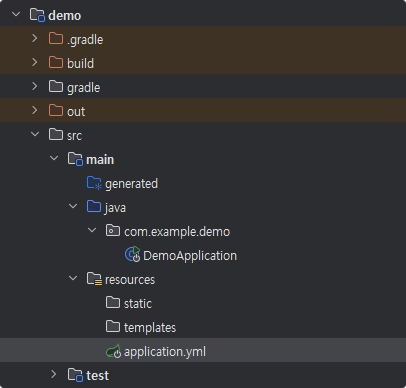 demo
.gradle
build
gradle
out
src
main
generated
java
com.example.demo
DemoApplication
resources
static
templates
application.yml
test